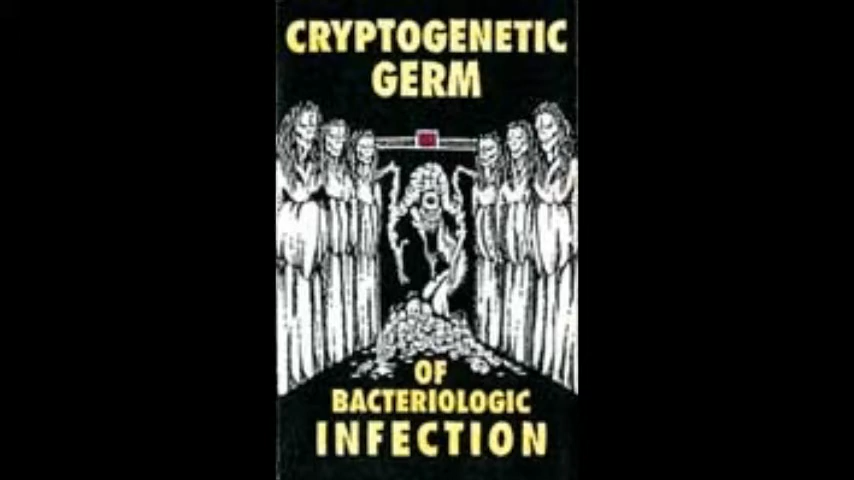 CRYPTOGENETIC
GERM
OF
BACTERIOLOGIC
INFECTION